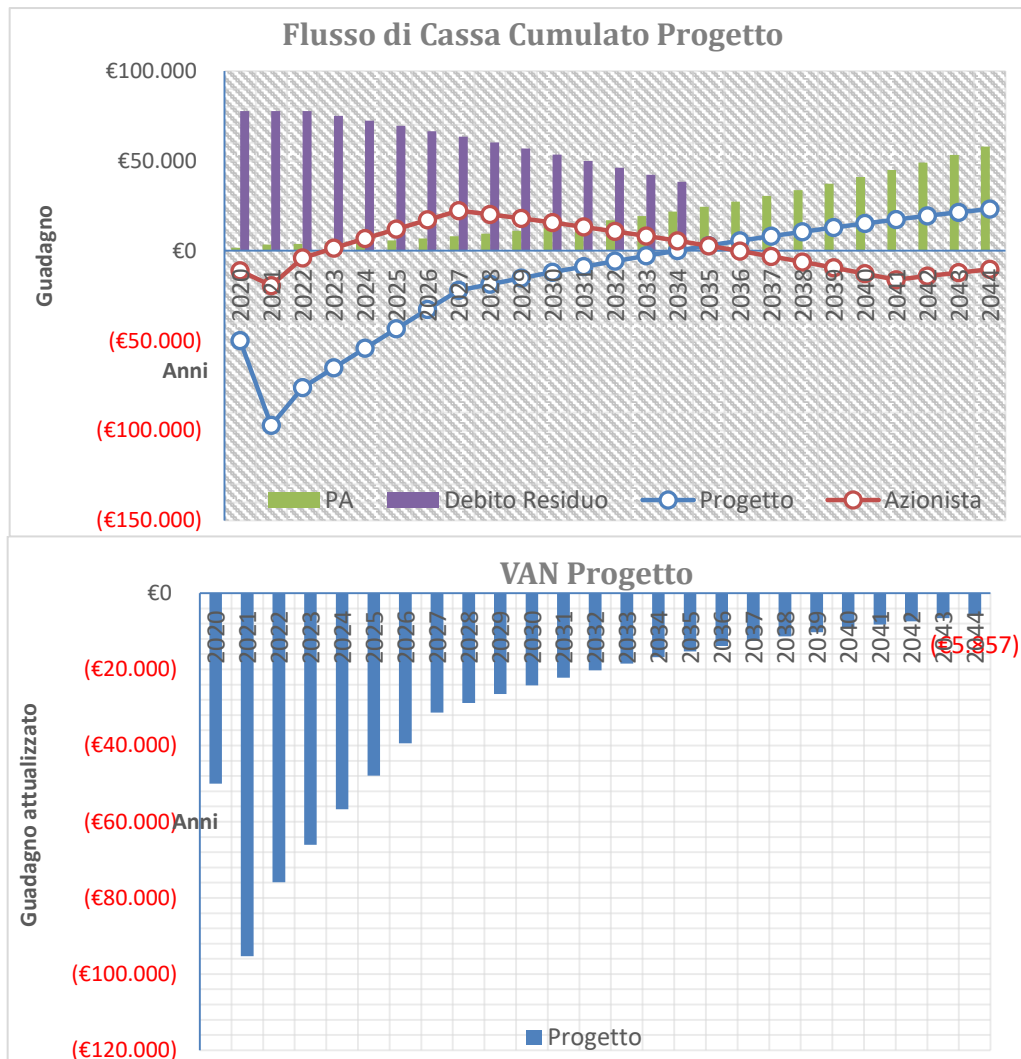 Flusso di Cassa Cumulato Progetto
€100.000
€50.000
€0
(€50.000)
(€100.000)
(€150.000)
Guadagno
Anni
2020 2021 2022 2023 2024 2025 2026 2027 2028 2029 2030 2031 2032 2033 2034 2035 2036 2037 2038 2039 2040 2041 2042 2043 2044
PA Debito Residuo Progetto Azionista
VAN Progetto
€0
(€20.000)
(€40.000)
(€60.000)
(€80.000)
(€100.000)
(€120.000)
Guadagno attualizzato
Anni
2020 2021 2022 2023 2024 2025 2026 2027 2028 2029 2030 2031 2032 2033 2034 2035 2036 2037 2038 2039 2040 2041 2042 2043 2044
Progetto